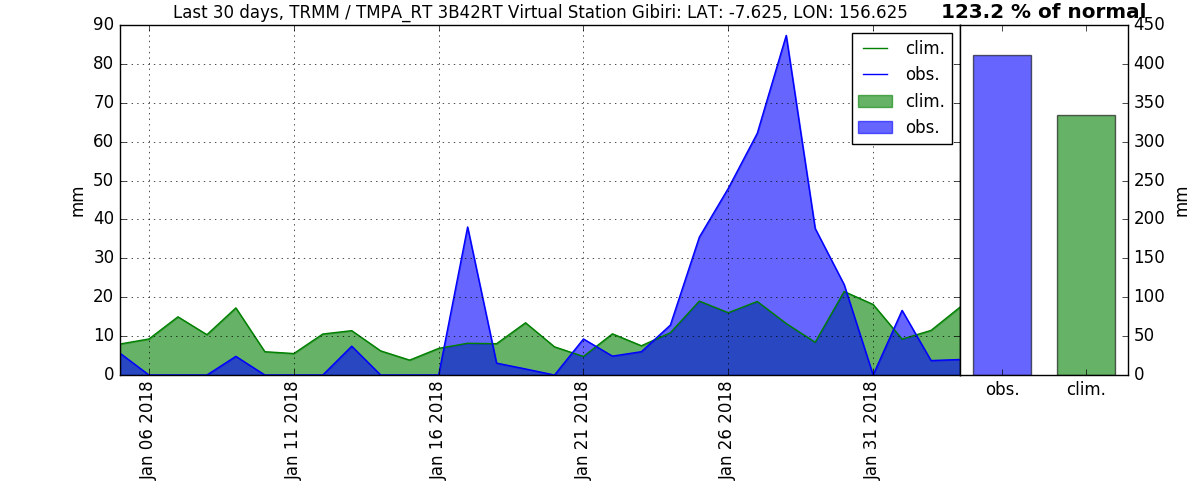 Last 30 days, TRMM / TMPA_RT 3B42RT Virtual Station Gibiri: LAT: -7.625, LON: 156.625
123.2 % of normal
90
80
70
60
50
40
30
20
10
0
mm
clim.
obs.
clim.
obs.
Jan 06 2018
Jan 11 2018
Jan 16 2018
Jan 21 2018
Jan 26 2018
Jan 31 2018
450
400
350
300
250
200
150
100
50
0
mm
obs.
clim.